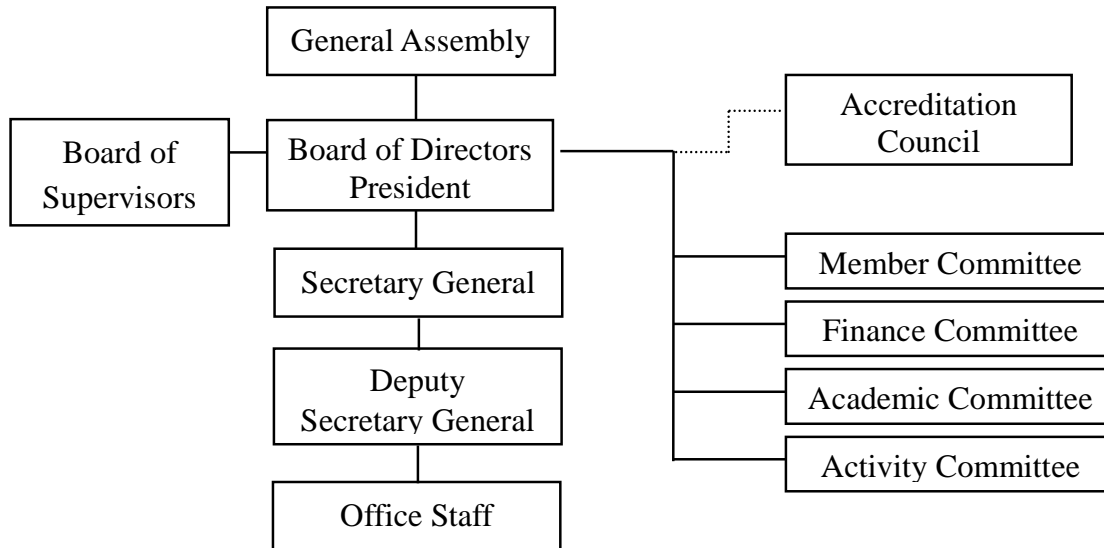 General Assembly
Accreditation
Council
Board of
Supervisors
Board of Directors
President
Secretary General
Member Committee
Finance Committee
Deputy
Secretary General
Academic Committee
Activity Committee
Office Staff